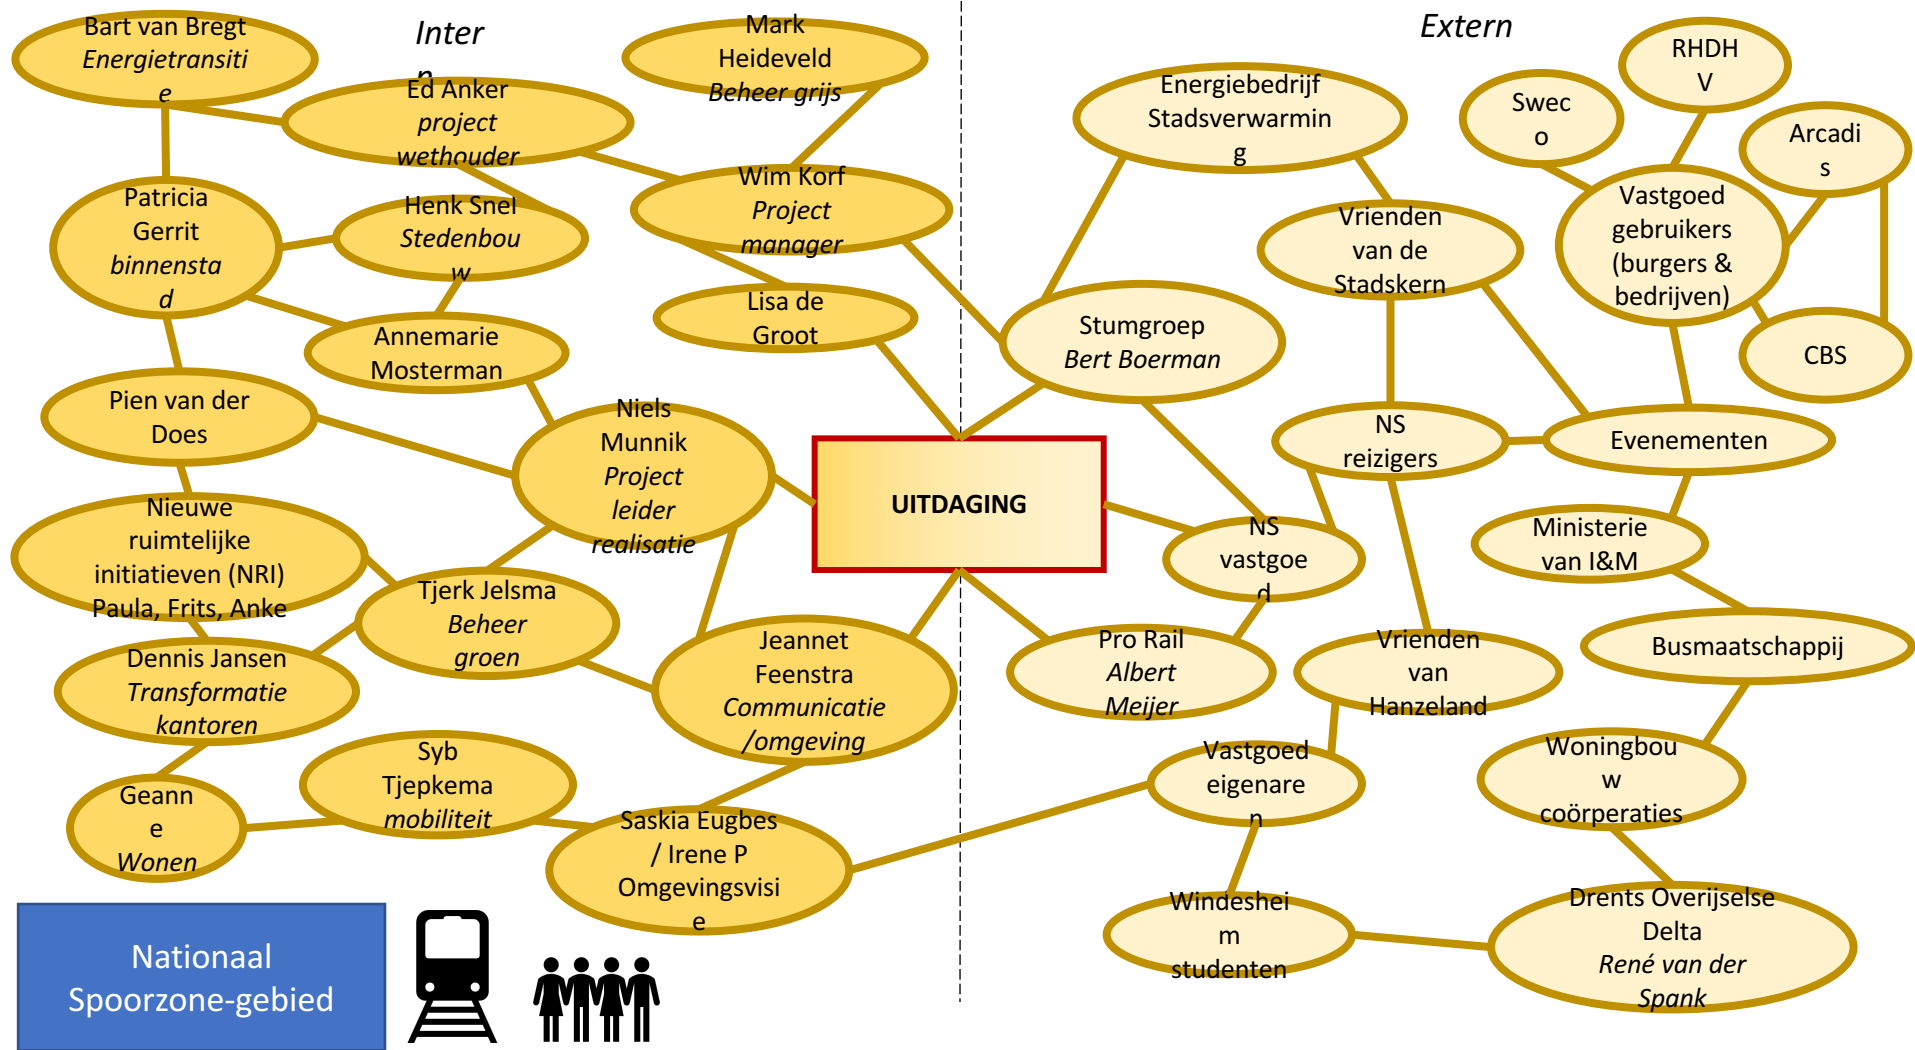 Bart van Bregt
Energietransiti
e
Inter
n
Mark
Heideveld
Beheer grijs
Ed Anker
project
wethouder
Patricia
Gerrit
binnensta
d
Henk Snel
Stedenbou
w
Wim Korf
Project
manager
Lisa de
Groot
Annemarie
Mosterman
Pien van der
Does
Niels
Munnik
Project
leider
realisatie
Nieuwe
ruimtelijke
initiatieven (NRI)
Paula, Frits, Anke
Tjerk Jelsma
Beheer
groen
Dennis Jansen
Transformatie
kantoren
Jeannet
Feenstra
Communicatie
/omgeving
Syb
Tjepkema
mobiliteit
Geann
e
Wonen
Saskia Eugbes
/ Irene P
Omgevingsvisi
e
UITDAGING
Extern
Energiebedrijf
Stadsverwarmin
g
Swec
o
RHDH
V
Arcadi
s
Vastgoed
gebruikers
(burgers &
bedrijven)
CBS
Vrienden
van de
Stadskern
Stumgroep
Bert Boerman
NS
reizigers
Evenementen
NS
vastgoe
d
Ministerie
van I&M
Pro Rail
Albert
Meijer
Vrienden
van
Hanzeland
Busmaatschappij
Vastgoed
eigenare
n
Woningbou
w
coörperaties
Windeshei
m
studenten
Drents Overijselse
Delta
René van der
Spank
Nationaal
Spoorzone-gebied